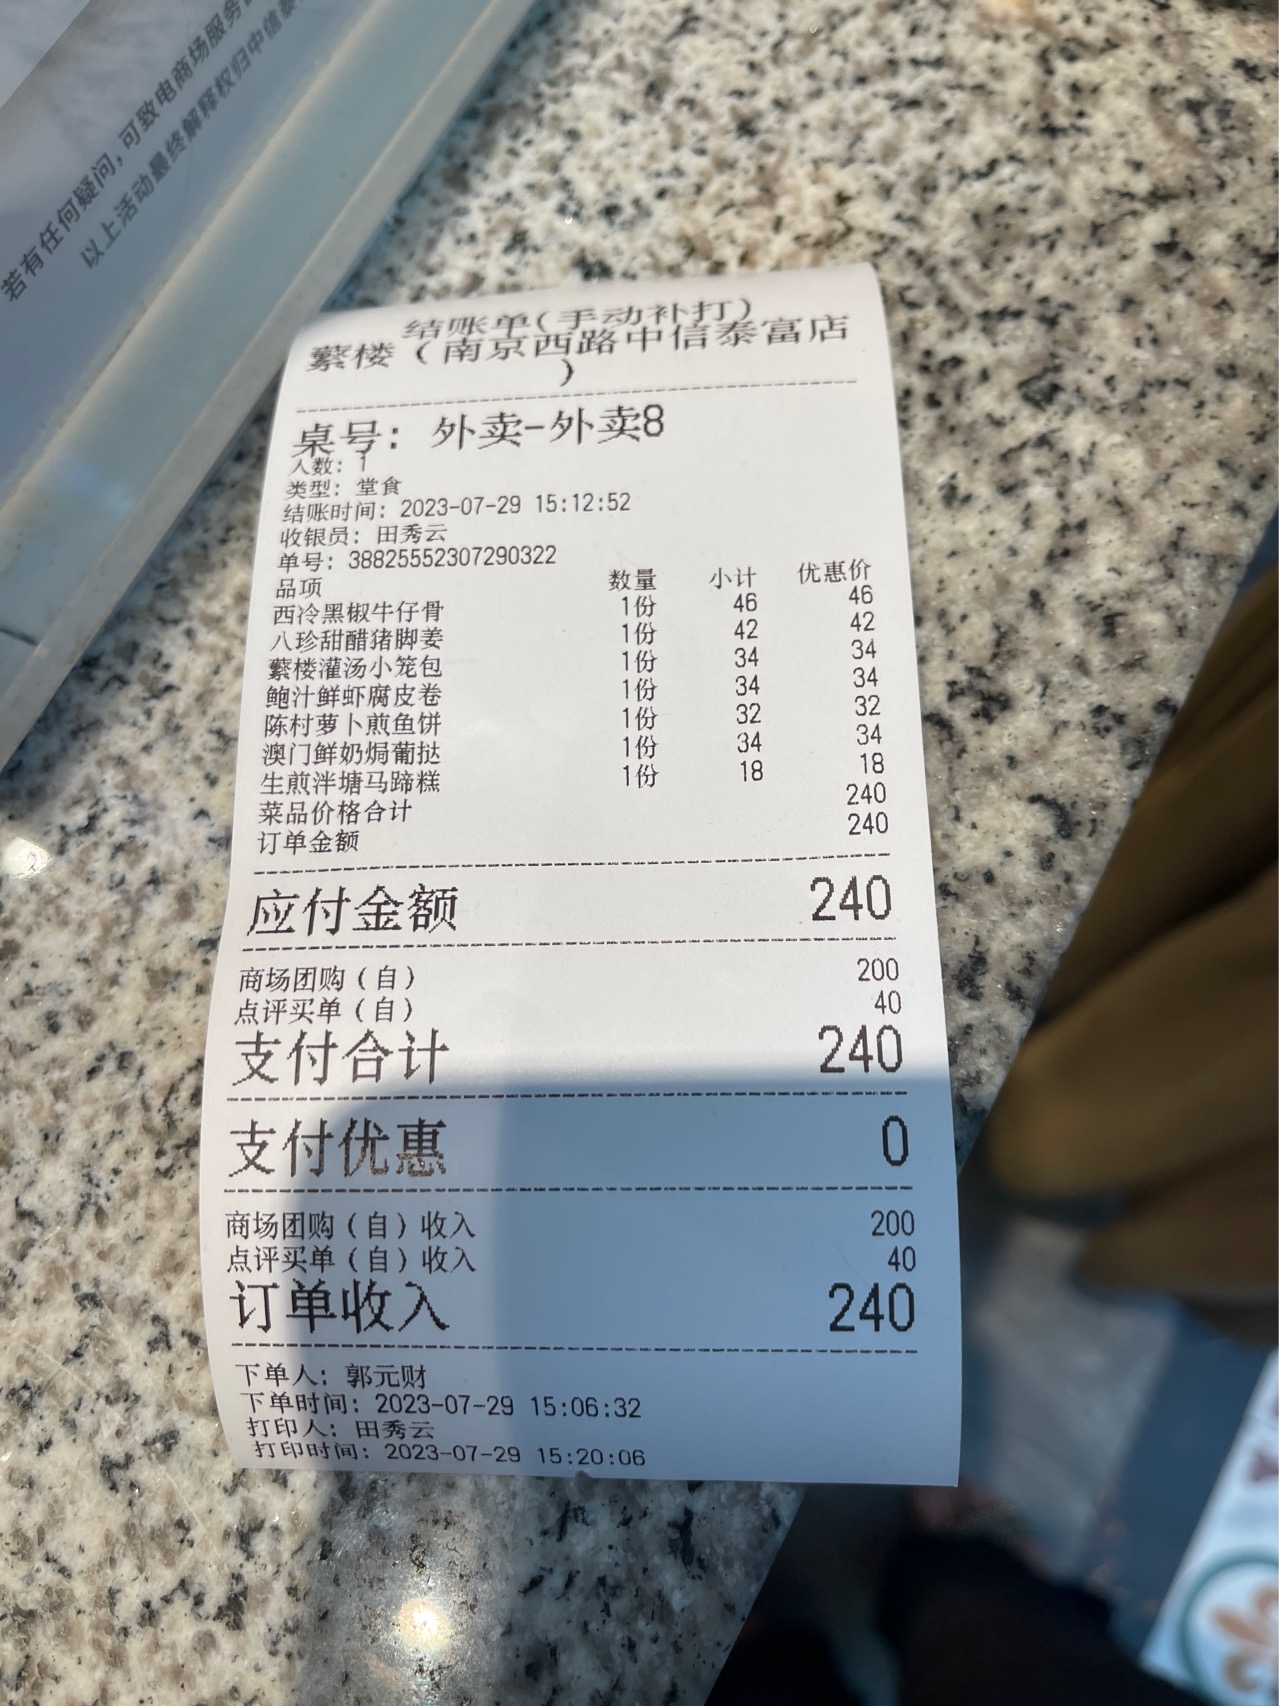 若有任何疑问，可致电商场服务
以上活动最终解释权归中信泰
结账单(手动补打)
蘩楼（南京西路中信泰富店
）
桌号：外卖-外卖8
人数：1
类型：堂食
结账时间：2023-07-29 15:12:52
收银员：田秀云
单号：38825552307290322
品项 数量 小计 优惠价
西冷黑椒牛仔骨 1份 46 46
八珍甜醋猪脚姜 1份 42 42
蘩楼灌汤小笼包 1份 34 34
鲍汁鲜虾腐皮卷 1份 34 34
陈村萝卜煎鱼饼 1份 32 32
澳门鲜奶焗葡挞 1份 34 34
生煎泮塘马蹄糕 1份 18 18
菜品价格合计 240
订单金额 240
应付金额 240
商场团购（自） 200
点评买单（自） 40
支付合计 240
支付优惠 0
商场团购（自）收入 200
点评买单（自）收入 40
订单收入 240
下单人：郭元财
下单时间：2023-07-29 15:06:32
打印人：田秀云
打印时间：2023-07-29 15:20:06